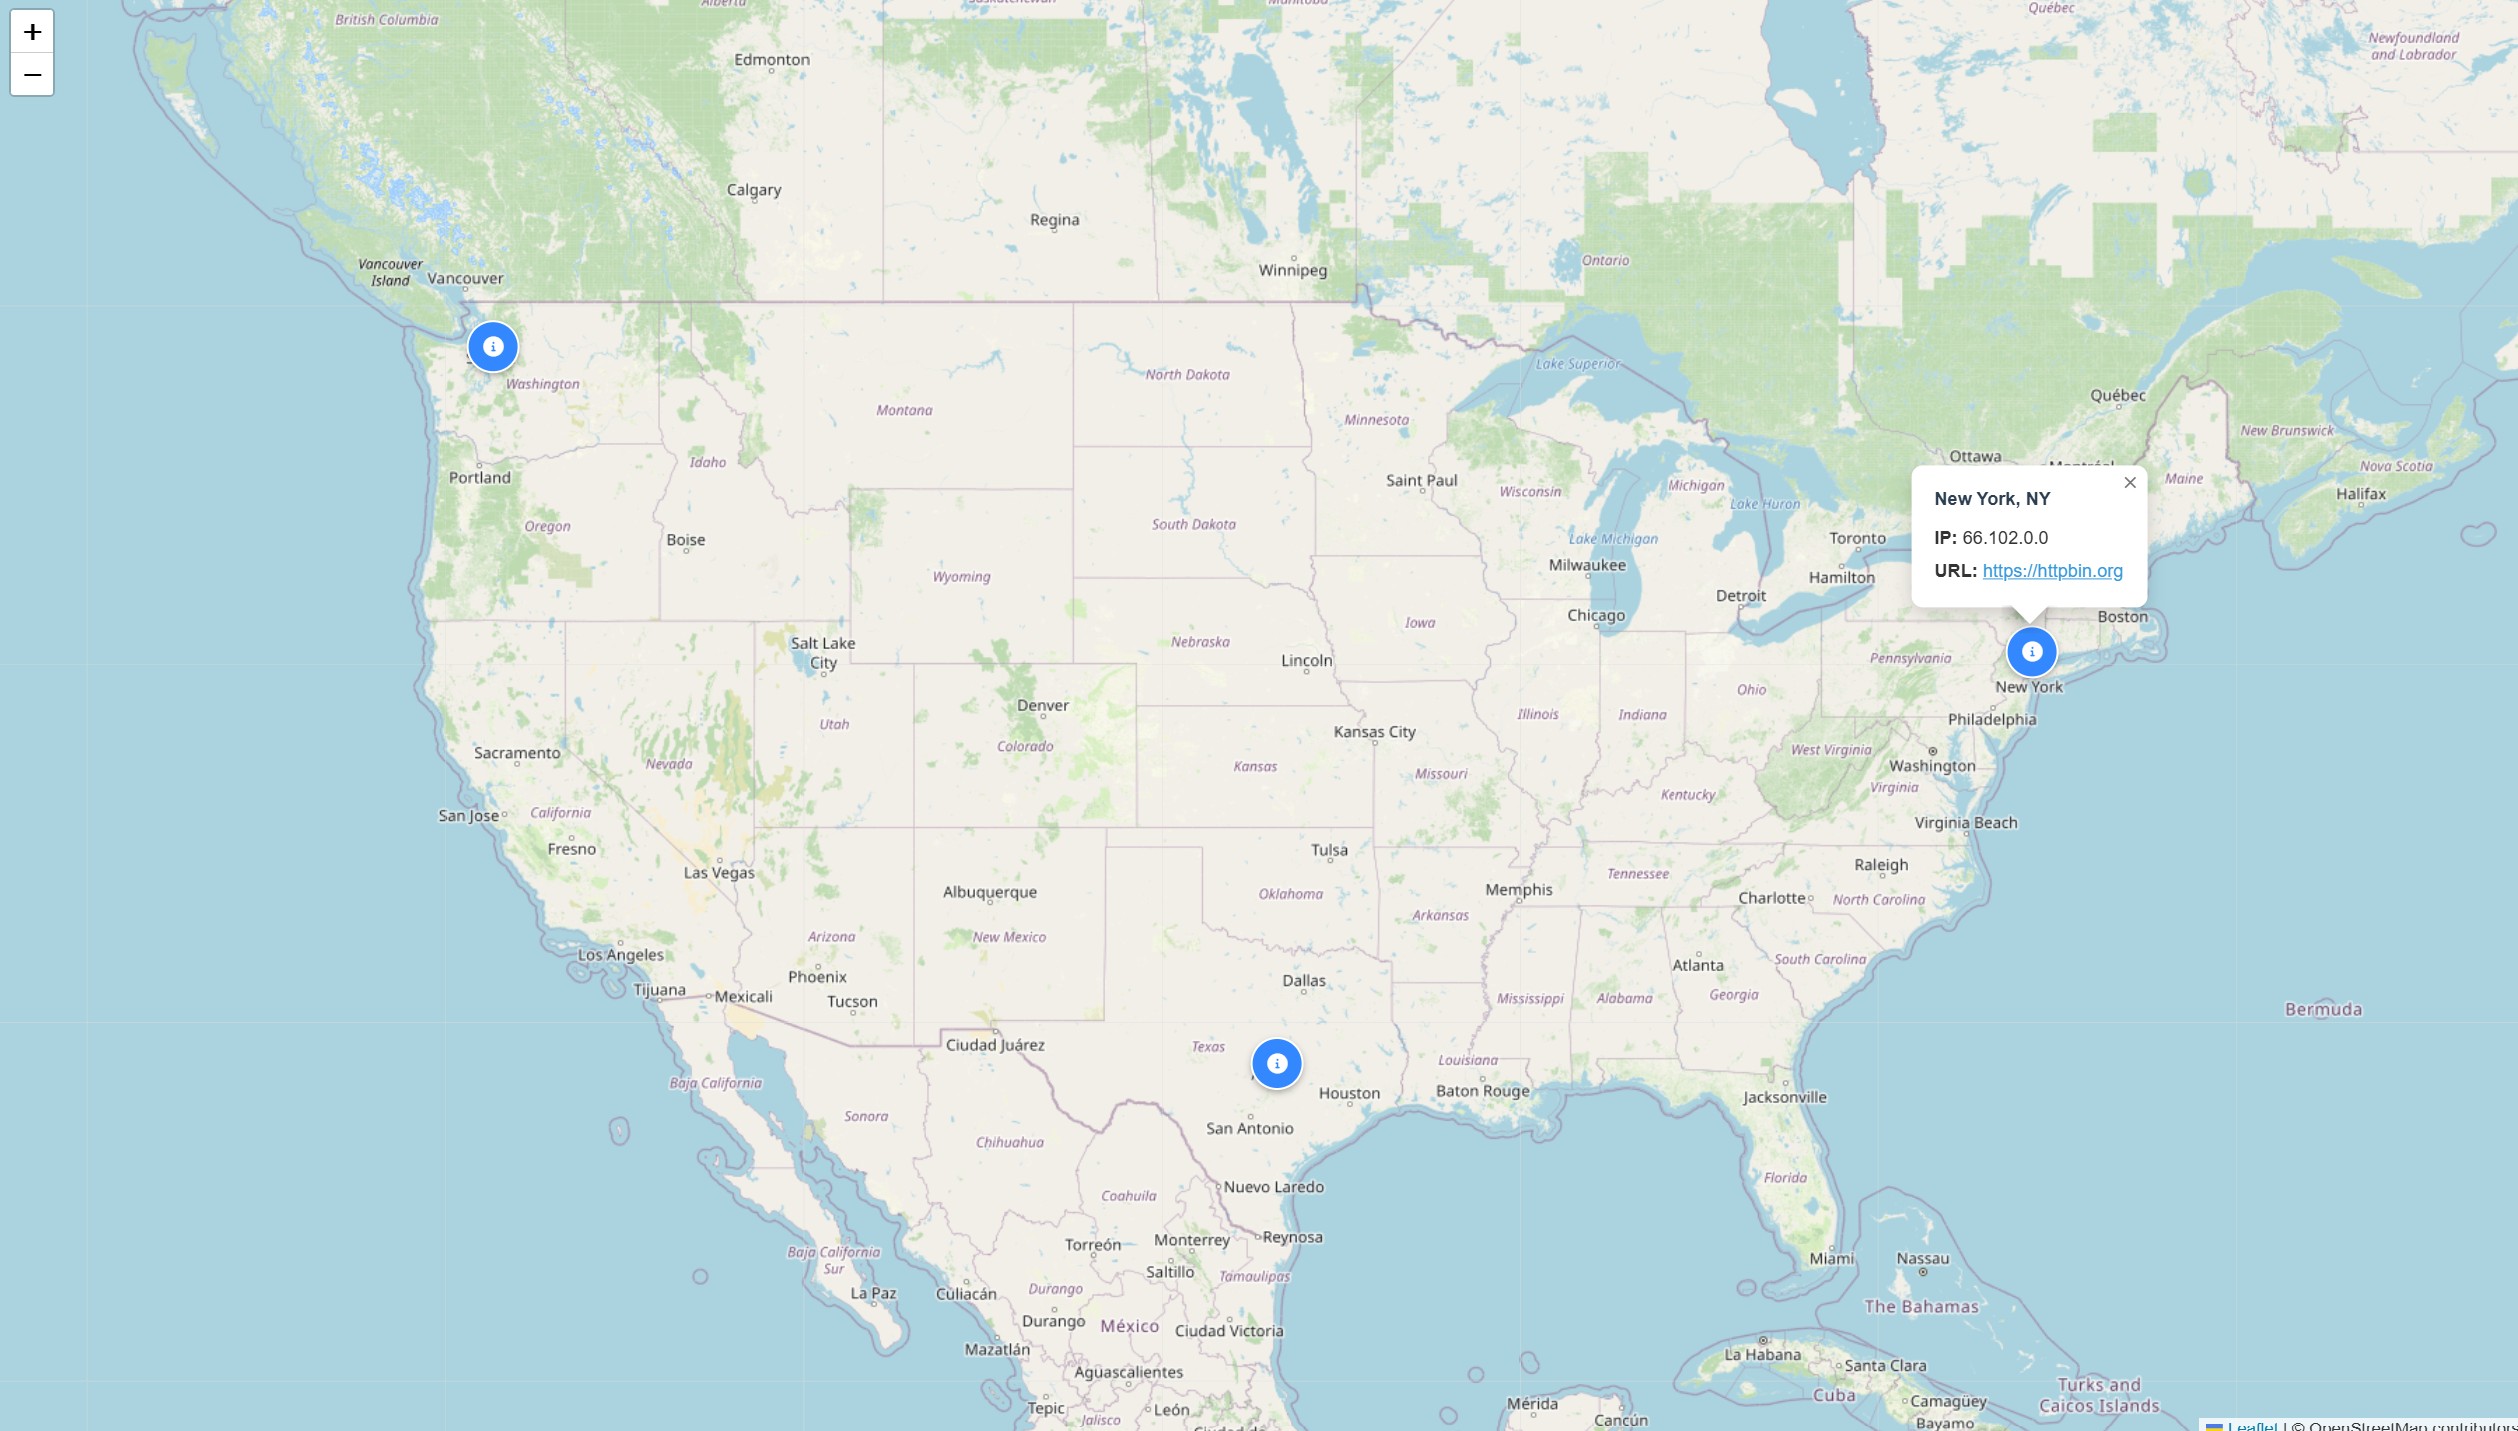 +
−
British Columbia
Alberta
Saskatchewan
Manitoba
Québec
Newfoundland
and Labrador
Edmonton
Calgary
Regina
Winnipeg
Ontario
Vancouver
Island
Vancouver
Washington
Montana
North Dakota
Minnesota
Lake Superior
Québec
New Brunswick
Nova Scotia
Halifax
Maine
Ottawa
Montréal
Portland
Idaho
Saint Paul
Wisconsin
Michigan
Lake Huron
Oregon
Boise
South Dakota
Lake Michigan
Toronto
Hamilton
New York, NY
IP: 66.102.0.0
URL: https://httpbin.org
Wyoming
Milwaukee
Detroit
Chicago
Boston
Iowa
Salt Lake
City
Nebraska
Lincoln
Pennsylvania
New York
Philadelphia
Denver
Utah
Colorado
Kansas City
Illinois
Indiana
Ohio
West Virginia
Washington
Virginia
Sacramento
Nevada
Kansas
Missouri
Kentucky
San Jose
California
Fresno
Las Vegas
Virginia Beach
Tulsa
Raleigh
Albuquerque
Oklahoma
Memphis
Tennessee
Charlotte
North Carolina
Arkansas
Arizona
New Mexico
Los Angeles
Phoenix
Dallas
Atlanta
South Carolina
Tijuana
Mexicali
Tucson
Mississippi
Alabama
Georgia
Bermuda
Ciudad Juárez
Texas
Louisiana
Baja California
Houston
Baton Rouge
Jacksonville
Sonora
Chihuahua
San Antonio
Florida
Coahuila
Nuevo Laredo
Torreón
Monterrey
Reynosa
Baja California
Sur
Saltillo
Tamaulipas
Miami
Nassau
La Paz
Culiacán
Durango
Durango
México
Ciudad Victoria
The Bahamas
Mazatlán
La Habana
Santa Clara
Aguascalientes
Cuba
Camagüey
Turks and
Caicos Islands
Tepic
Jalisco
León
Mérida
Cancún
Bayamo
Leaflet | © OpenStreetMap contributors